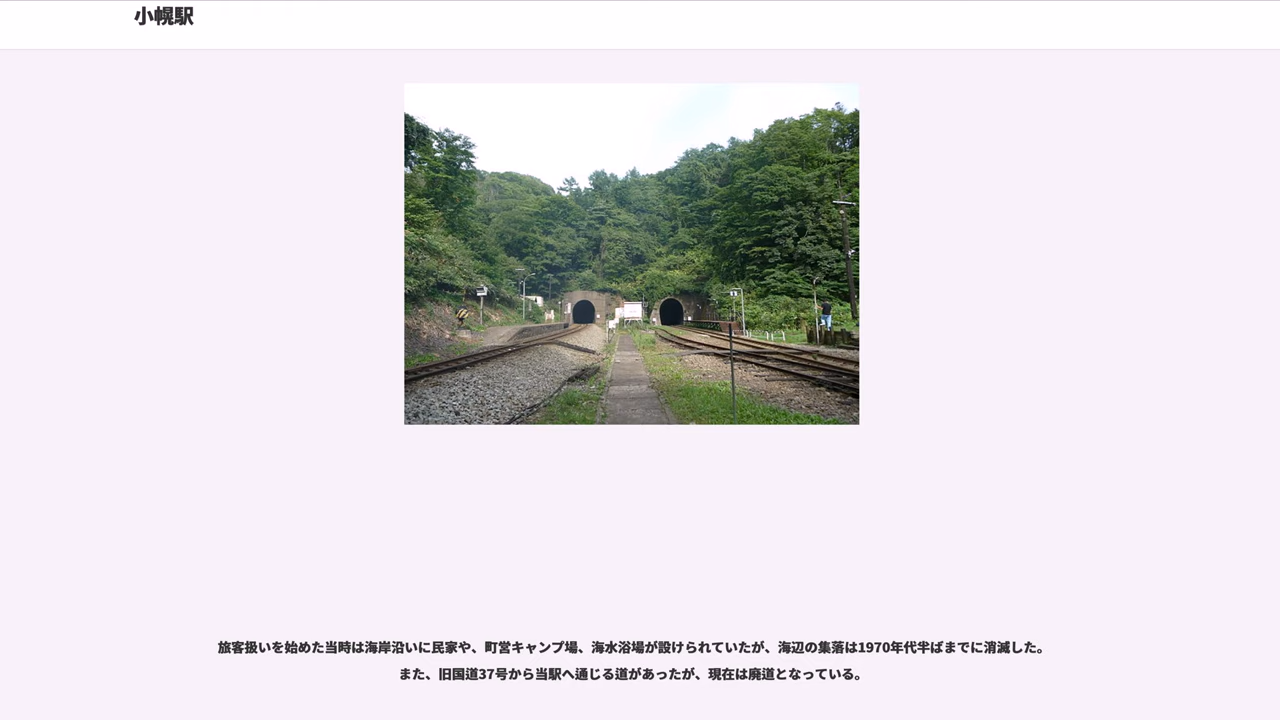 小幌駅
旅客扱いを始めた当時は海岸沿いに民家や、町営キャンプ場、海水浴場が設けられていたが、海辺の集落は1970年代半ばまでに消滅した。
また、旧国道37号から当駅へ通じる道があったが、現在は廃道となっている。